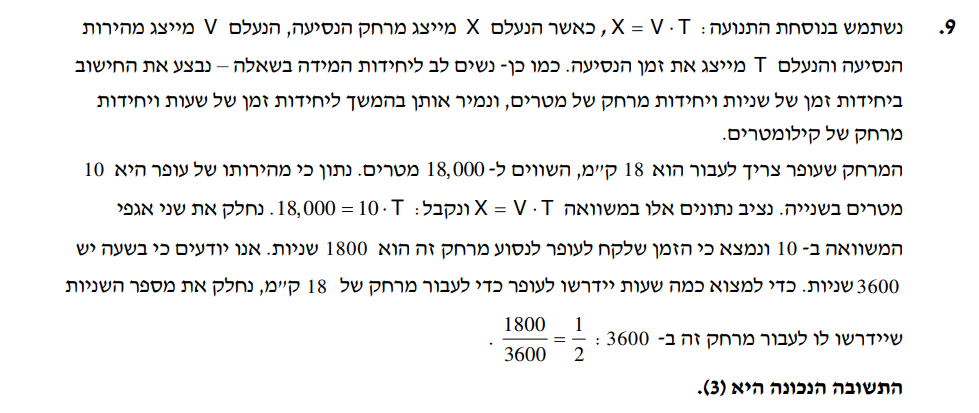 9. נשתמש בנוסחת התנועה: X = V · T, כאשר הנעלם X מייצג מרחק הנסיעה, הנעלם V מייצג מהירות
הנסיעה והנעלם T מייצג את זמן הנסיעה. כמו כן- נשים לב ליחידות המידה בשאלה – נבצע את החישוב
ביחידות זמן של שניות ויחידות מרחק של מטרים, ונמיר אותן בהמשך ליחידות זמן של שעות ויחידות
מרחק של קילומטרים.
המרחק שעופר צריך לעבור הוא 18 ק"מ, השווים ל- 18,000 מטרים. נתון כי מהירותו של עופר היא 10
מטרים בשנייה. נציב נתונים אלו במשוואה X = V · T ונקבל: 18,000 = 10 · T. נחלק את שני אגפי
המשוואה ב- 10 ונמצא כי הזמן שלקח לעופר לנסוע מרחק זה הוא 1800 שניות. אנו יודעים כי בשעה יש
3600 שניות. כדי למצוא כמה שעות יידרשו לעופר כדי לעבור מרחק של 18 ק"מ, נחלק את מספר השניות
שיידרשו לו לעבור מרחק זה ב- 3600: 1800/3600 = 1/2.
התשובה הנכונה היא (3).